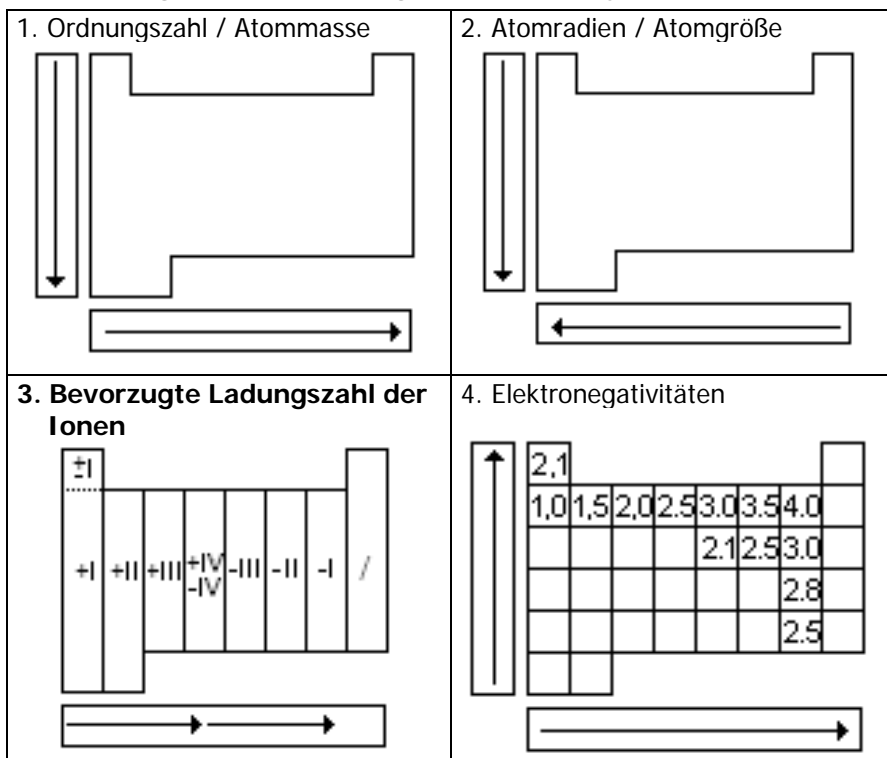 1. Ordnungszahl / Atommasse
2. Atomradien / Atomgröße
3. Bevorzugte Ladungszahl der
Ionen
±I
+I +II +III +IV -III -II -I /
-IV
4. Elektronegativitäten
2,1
1,0 1,5 2,0 2.5 3.0 3.5 4.0
2.1 2.5 3.0
2.8
2.5